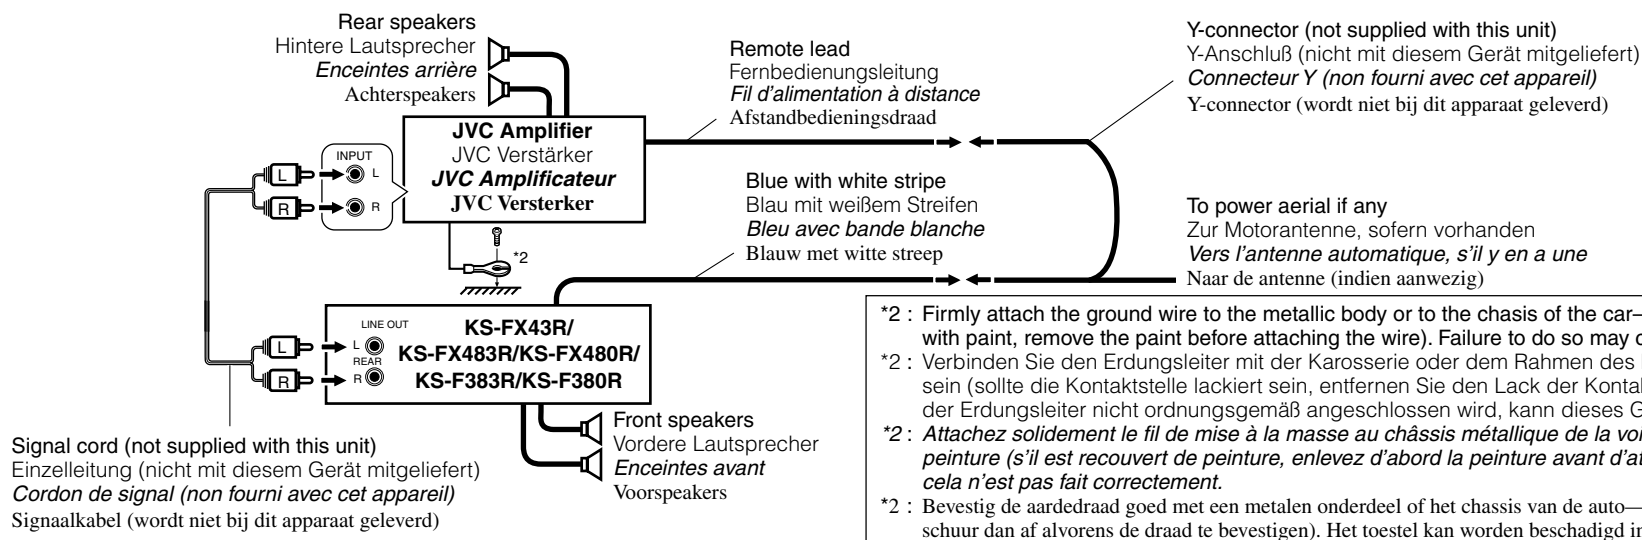 Rear speakers
Hintere Lautsprecher
Enceintes arrière
Achterspeakers
Remote lead
Fernbedienungsleitung
Fil d'alimentation à distance
Afstandbedieningsdraad
Y-connector (not supplied with this unit)
Y-Anschluß (nicht mit diesem Gerät mitgeliefert)
Connecteur Y (non fourni avec cet appareil)
Y-connector (wordt niet bij dit apparaat geleverd)
JVC Amplifier
JVC Verstärker
JVC Amplificateur
JVC Versterker
INPUT
L
R
L
R
*2
Blue with white stripe
Blau mit weißem Streifen
Bleu avec bande blanche
Blauw met witte streep
To power aerial if any
Zur Motorantenne, sofern vorhanden
Vers l'antenne automatique, s'il y en a une
Naar de antenne (indien aanwezig)
LINE OUT
L
REAR
R
L
R
KS-FX43R/
KS-FX483R/KS-FX480R/
KS-F383R/KS-F380R
Front speakers
Vordere Lautsprecher
Enceintes avant
Voorspeakers
Signal cord (not supplied with this unit)
Einzelleitung (nicht mit diesem Gerät mitgeliefert)
Cordon de signal (non fourni avec cet appareil)
Signaalkabel (wordt niet bij dit apparaat geleverd)
*2 : Firmly attach the ground wire to the metallic body or to the chasis of the car—
with paint, remove the paint before attaching the wire). Failure to do so may
*2 : Verbinden Sie den Erdungsleiter mit der Karosserie oder dem Rahmen des
sein (sollte die Kontaktstelle lackiert sein, entfernen Sie den Lack der
der Erdungsleiter nicht ordnungsgemäß angeschlossen wird, kann dieses
*2 : Attachez solidement le fil de mise à la masse au châssis métallique de la
peinture (s'il est recouvert de peinture, enlevez d'abord la peinture avant
cela n'est pas fait correctement.
*2 : Bevestig de aardedraad goed met een metalen onderdeel of het chassis van de auto—
schuur dan af alvorens de draad te bevestigen). Het toestel kan worden beschadigd